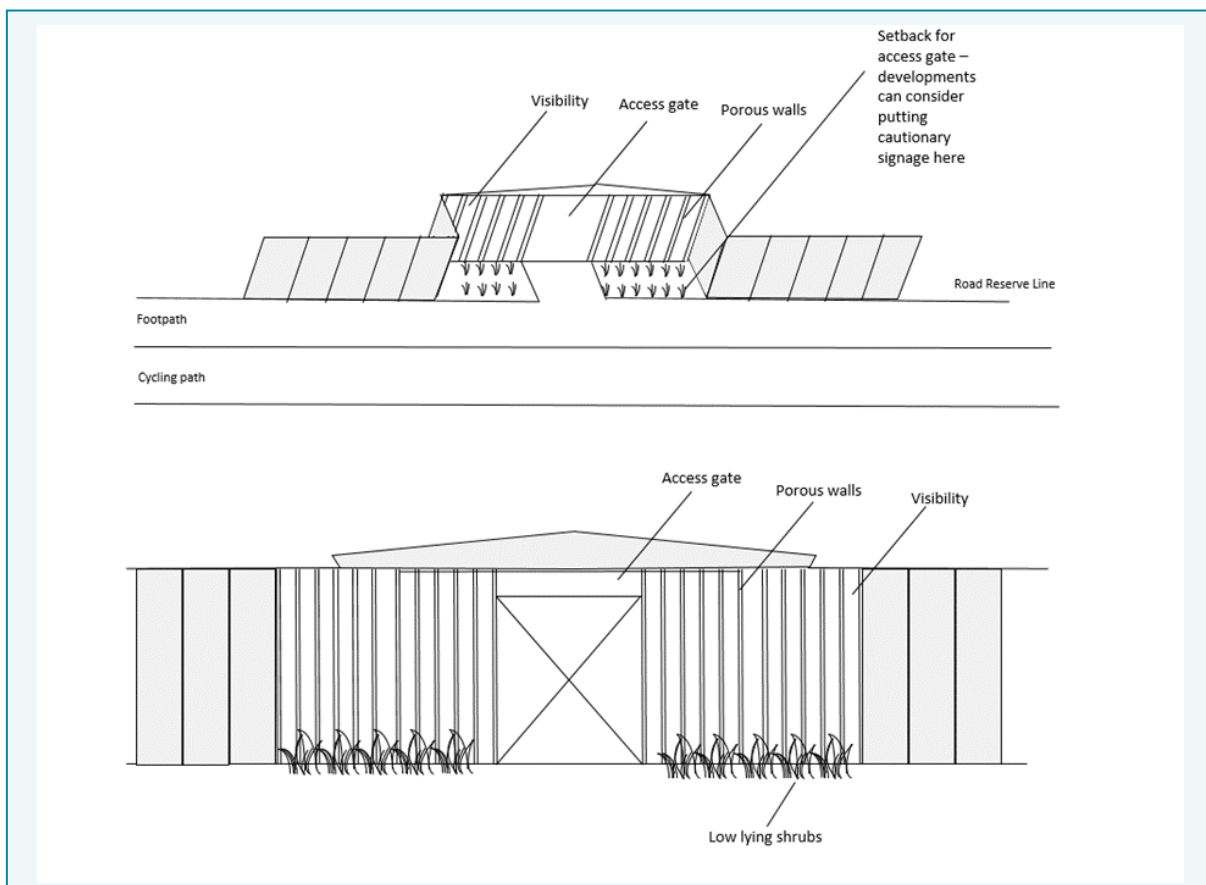 Setback for
access gate –
developments
can consider
putting
cautionary
signage here
Visibility
Access gate
Porous walls
Road Reserve Line
Footpath
Cycling path
Access gate
Porous walls
Visibility
Low lying shrubs